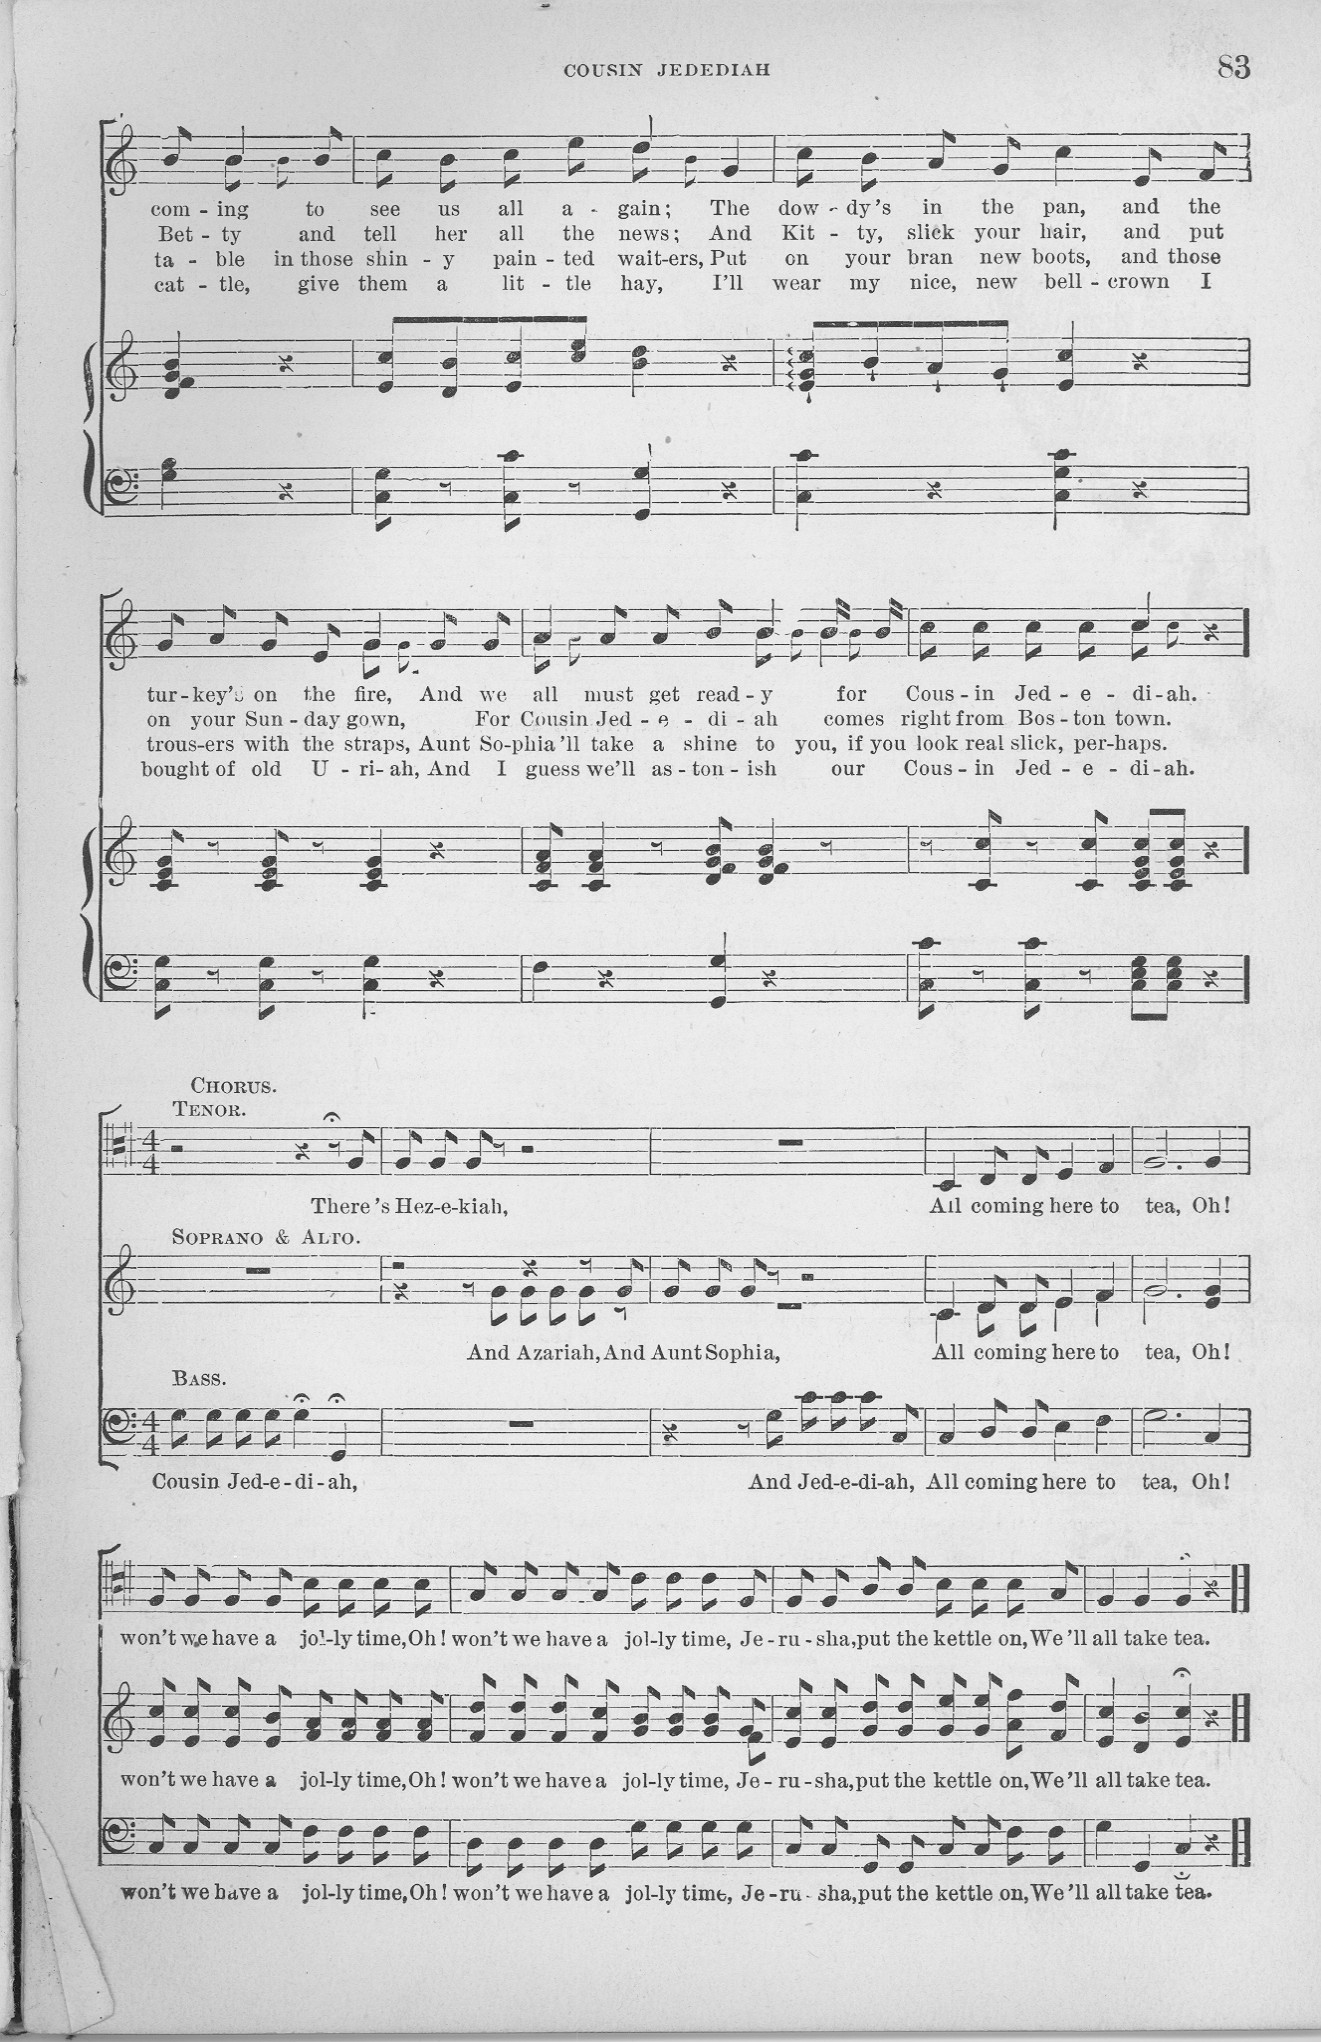 COUSIN JEDEDIAH
83
com - ing to see us all a - gain; The dow - dy's in the pan, and the
Bet - ty and tell her all the news; And Kit - ty, slick your hair, and put
ta - ble in those shin - y pain - ted wait-ers, Put on your bran new boots, and those
cat - tle, give them a lit - tle hay, I'll wear my nice, new bell - crown I
tur - key's on the fire, And we all must get read - y for Cous - in Jed - e - di - ah.
on your Sun - day gown, For Cousin Jed - e - di - ah comes right from Bos - ton town.
trous-ers with the straps, Aunt So-phia'll take a shine to you, if you look real slick, per-haps.
bought of old U - ri - ah, And I guess we'll as - ton - ish our Cous - in Jed - e - di - ah.
CHORUS.
TENOR.
4
4
There's Hez-e-kiah, All coming here to tea, Oh!
SOPRANO & ALTO.
And Azariah, And Aunt Sophia, All coming here to tea, Oh!
BASS.
4
4
Cousin Jed-e-di-ah, And Jed-e-di-ah, All coming here to tea, Oh!
won't we have a jol-ly time, Oh! won't we have a jol-ly time, Je-ru-sha, put the kettle on, We'll all take tea.
won't we have a jol-ly time, Oh! won't we have a jol-ly time, Je-ru-sha, put the kettle on, We'll all take tea.
won't we have a jol-ly time, Oh! won't we have a jol-ly time, Je-ru-sha, put the kettle on, We'll all take tea.